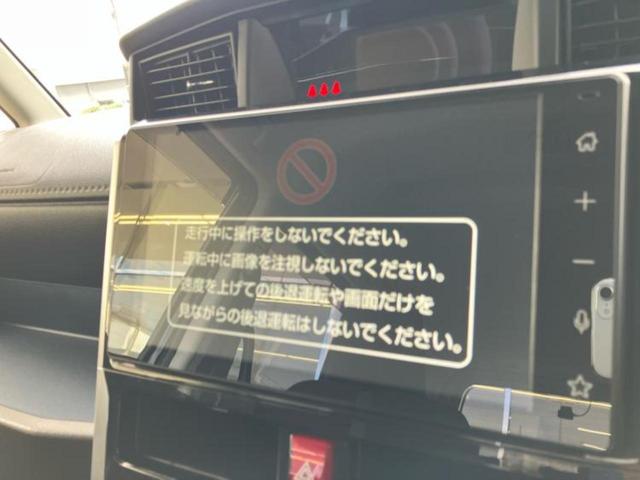 走行中に操作をしないでください。
運転中に画像を注視しないでください。
速度を上げての後退運転や画面だけを
見ながらの後退運転はしないでください。